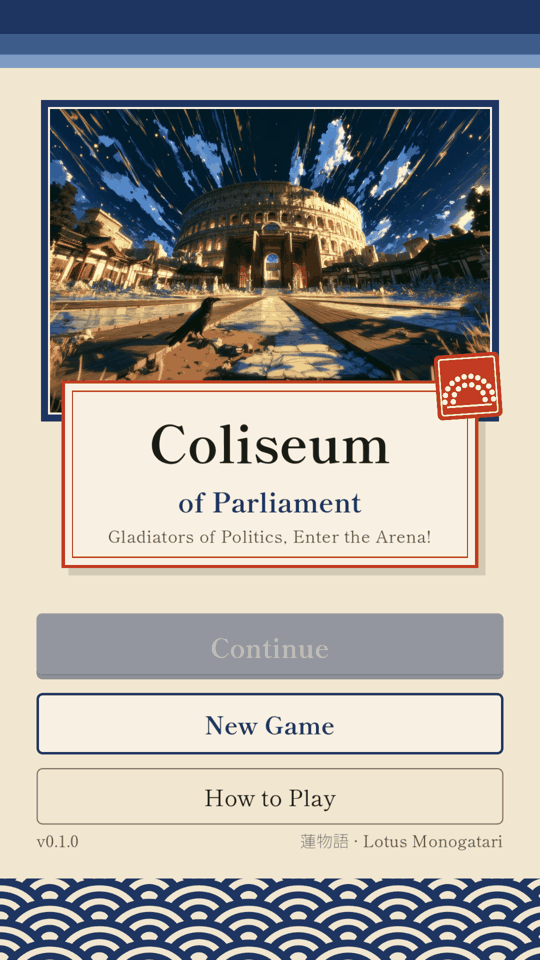 Coliseum
of Parliament
Gladiators of Politics, Enter the Arena!
Continue
New Game
How to Play
v0.1.0
蓮物語 · Lotus Monogatari